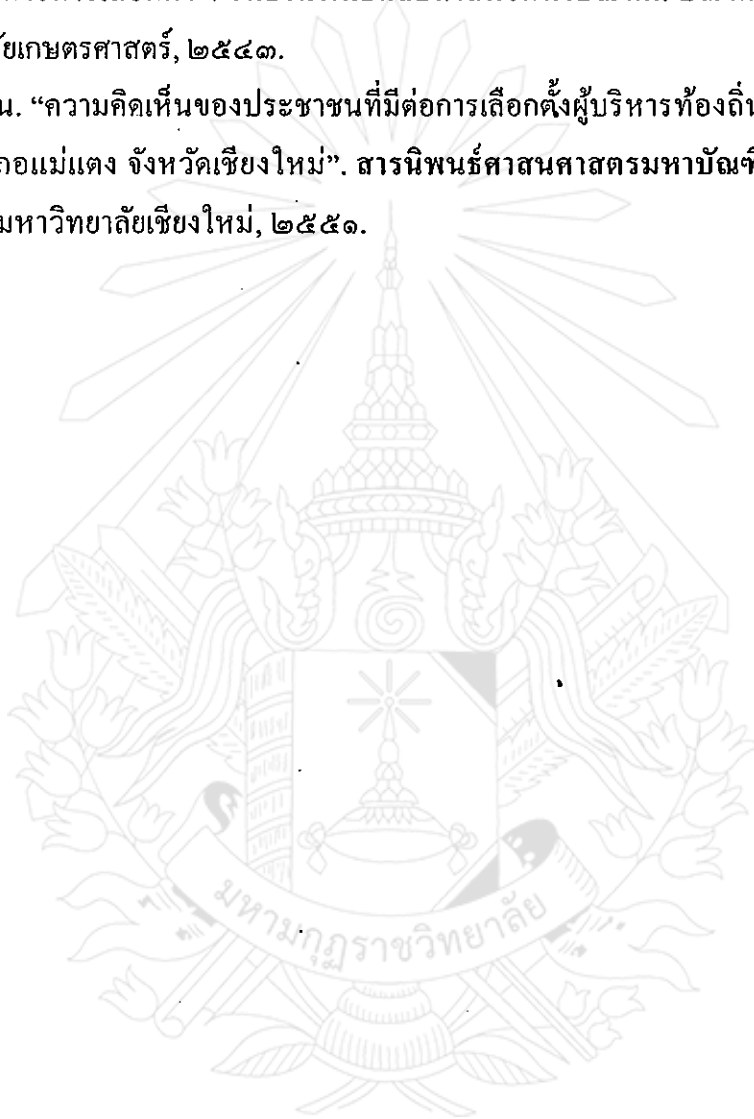 ัยเกษตรศาสตร์, ๒๕๔๓.
น. “ความคิดเห็นของประชาชนที่มีต่อการเลือกตั้งผู้บริหารท้องถิ่น
กอแม่แตง จังหวัดเชียงใหม่”. สารนิพนธ์ศาสนศาสตรมหาบัณฑิ
มหาวิทยาลัยเชียงใหม่, ๒๕๕๑.
มหามกุฏราชวิทยาลัย